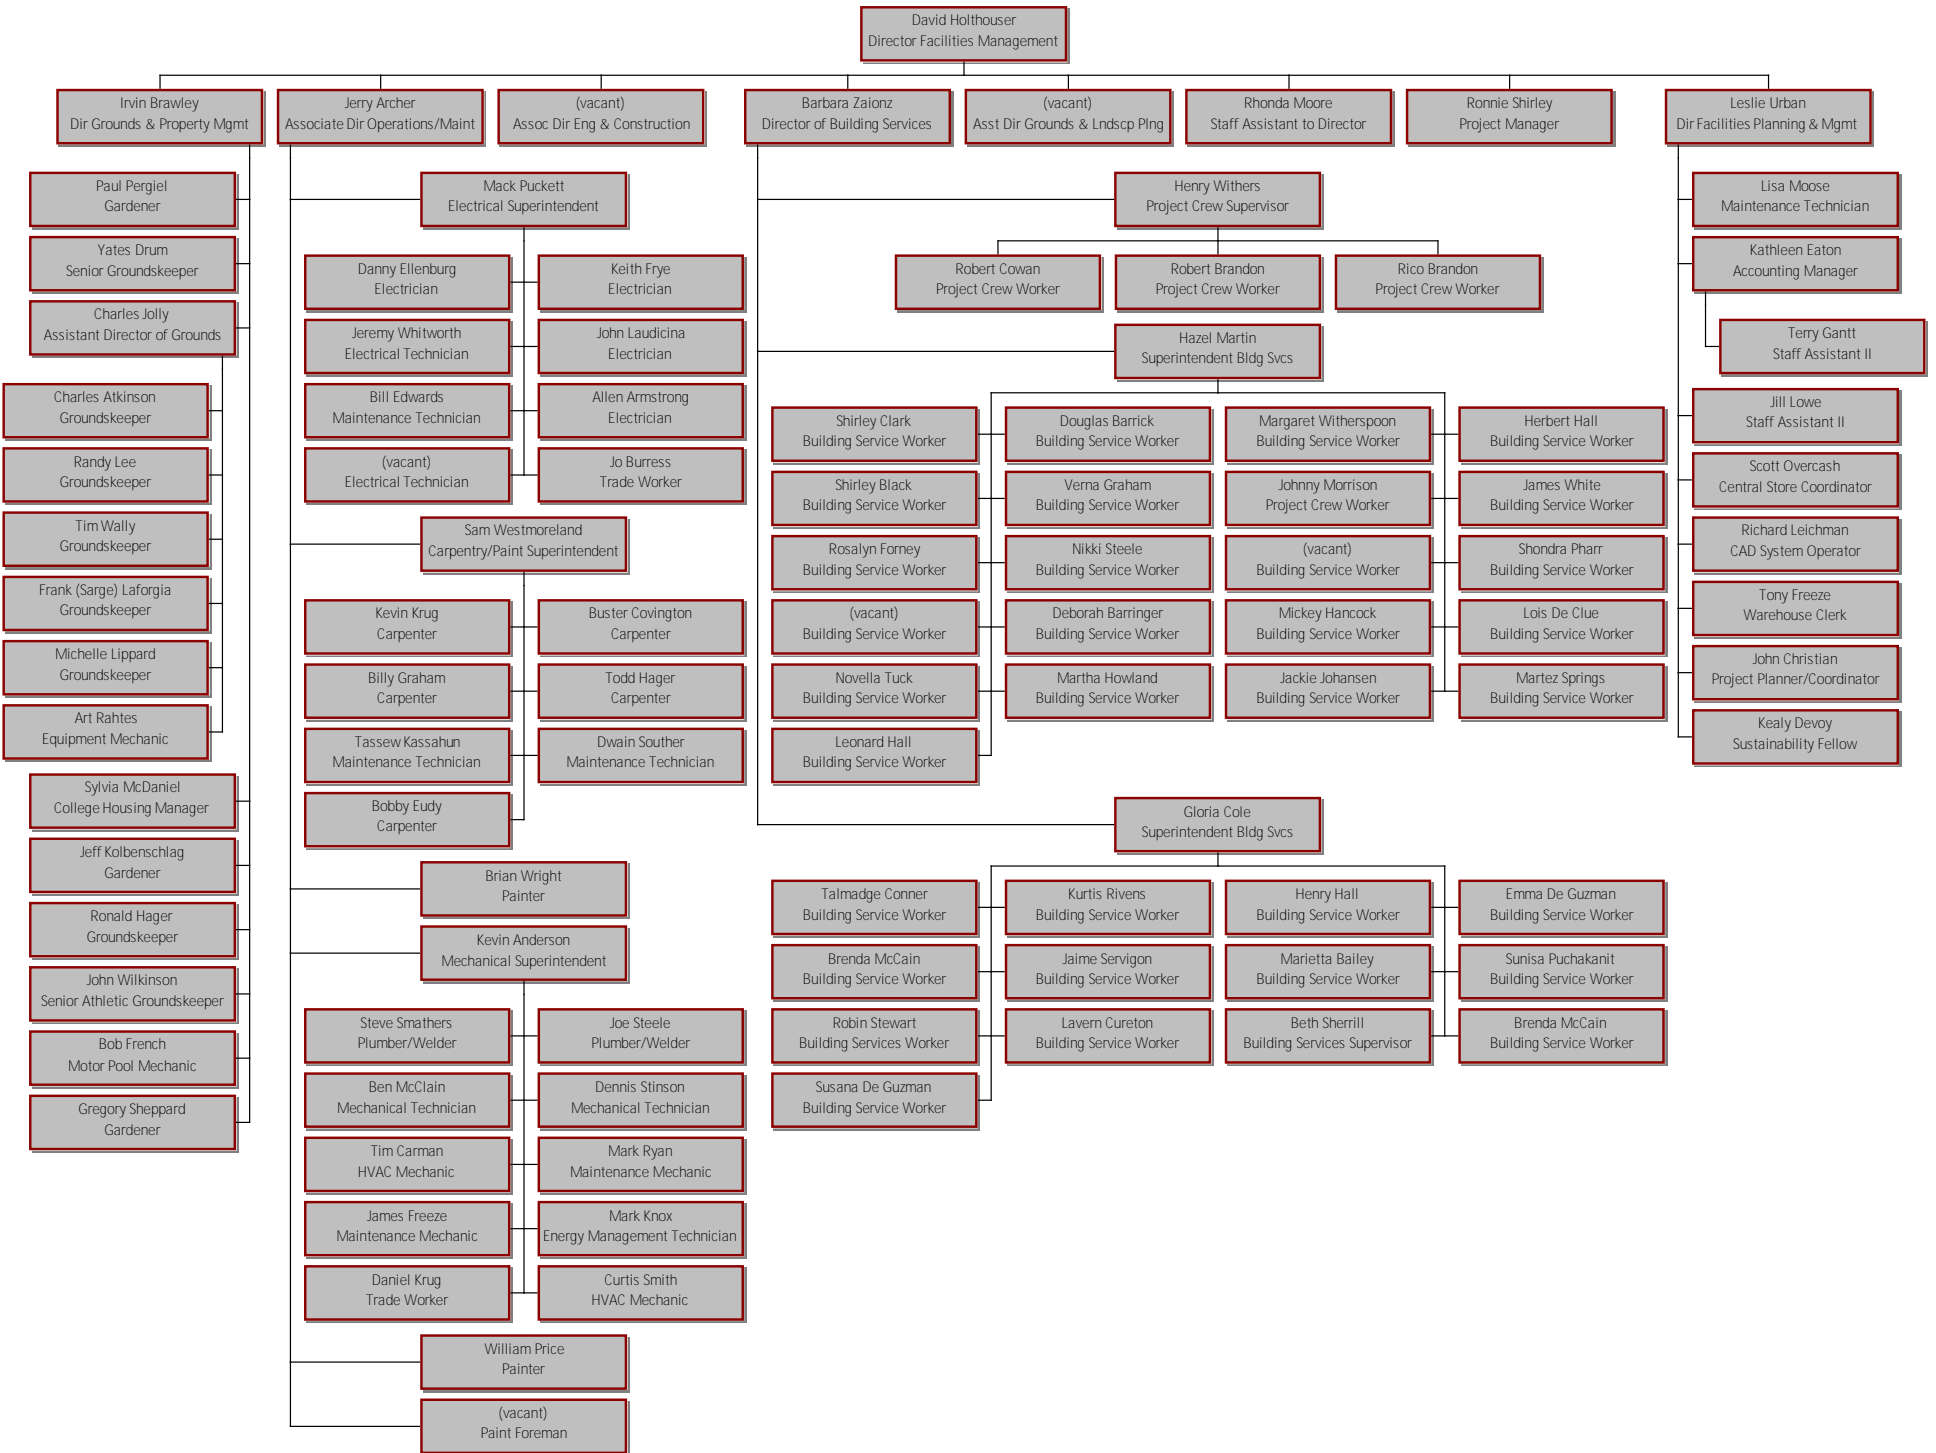 David Holthouser
Director Facilities Management
Irvin Brawley
Dir Grounds & Property Mgmt
Jerry Archer
Associate Dir Operations/Maint
(vacant)
Assoc Dir Eng & Construction
Barbara Zaionz
Director of Building Services
(vacant)
Asst Dir Grounds & Lndscp Plng
Rhonda Moore
Staff Assistant to Director
Ronnie Shirley
Project Manager
Leslie Urban
Dir Facilities Planning & Mgmt
Paul Pergiel
Gardener
Yates Drum
Senior Groundskeeper
Charles Jolly
Assistant Director of Grounds
Charles Atkinson
Groundskeeper
Randy Lee
Groundskeeper
Tim Wally
Groundskeeper
Frank (Sarge) Laforgia
Groundskeeper
Michelle Lippard
Groundskeeper
Art Rahtes
Equipment Mechanic
Sylvia McDaniel
College Housing Manager
Jeff Kolbenschlag
Gardener
Ronald Hager
Groundskeeper
John Wilkinson
Senior Athletic Groundskeeper
Bob French
Motor Pool Mechanic
Gregory Sheppard
Gardener
Mack Puckett
Electrical Superintendent
Danny Ellenburg
Electrician
Keith Frye
Electrician
Jeremy Whitworth
Electrical Technician
John Laudicina
Electrician
Bill Edwards
Maintenance Technician
Allen Armstrong
Electrician
(vacant)
Electrical Technician
Jo Burress
Trade Worker
Sam Westmoreland
Carpentry/Paint Superintendent
Kevin Krug
Carpenter
Buster Covington
Carpenter
Billy Graham
Carpenter
Todd Hager
Carpenter
Tassew Kassahun
Maintenance Technician
Dwain Souther
Maintenance Technician
Bobby Eudy
Carpenter
Brian Wright
Painter
Kevin Anderson
Mechanical Superintendent
Steve Smathers
Plumber/Welder
Joe Steele
Plumber/Welder
Ben McClain
Mechanical Technician
Dennis Stinson
Mechanical Technician
Tim Carman
HVAC Mechanic
Mark Ryan
Maintenance Mechanic
James Freeze
Maintenance Mechanic
Mark Knox
Energy Management Technician
Daniel Krug
Trade Worker
Curtis Smith
HVAC Mechanic
William Price
Painter
(vacant)
Paint Foreman
Henry Withers
Project Crew Supervisor
Robert Cowan
Project Crew Worker
Robert Brandon
Project Crew Worker
Rico Brandon
Project Crew Worker
Hazel Martin
Superintendent Bldg Svcs
Shirley Clark
Building Service Worker
Douglas Barrick
Building Service Worker
Margaret Witherspoon
Building Service Worker
Herbert Hall
Building Service Worker
Shirley Black
Building Service Worker
Verna Graham
Building Service Worker
Johnny Morrison
Project Crew Worker
James White
Building Service Worker
Rosalyn Forney
Building Service Worker
Nikki Steele
Building Service Worker
(vacant)
Building Service Worker
Shondra Pharr
Building Service Worker
(vacant)
Building Service Worker
Deborah Barringer
Building Service Worker
Mickey Hancock
Building Service Worker
Lois De Clue
Building Service Worker
Novella Tuck
Building Service Worker
Martha Howland
Building Service Worker
Jackie Johansen
Building Service Worker
Martez Springs
Building Service Worker
Leonard Hall
Building Service Worker
Gloria Cole
Superintendent Bldg Svcs
Talmadge Conner
Building Service Worker
Kurtis Rivens
Building Service Worker
Henry Hall
Building Service Worker
Emma De Guzman
Building Service Worker
Brenda McCain
Building Service Worker
Jaime Servigon
Building Service Worker
Marietta Bailey
Building Service Worker
Sunisa Puchakanit
Building Service Worker
Robin Stewart
Building Services Worker
Lavern Cureton
Building Service Worker
Beth Sherrill
Building Services Supervisor
Brenda McCain
Building Service Worker
Susana De Guzman
Building Service Worker
Lisa Moose
Maintenance Technician
Kathleen Eaton
Accounting Manager
Terry Gantt
Staff Assistant II
Jill Lowe
Staff Assistant II
Scott Overcash
Central Store Coordinator
Richard Leichman
CAD System Operator
Tony Freeze
Warehouse Clerk
John Christian
Project Planner/Coordinator
Kealy Devoy
Sustainability Fellow